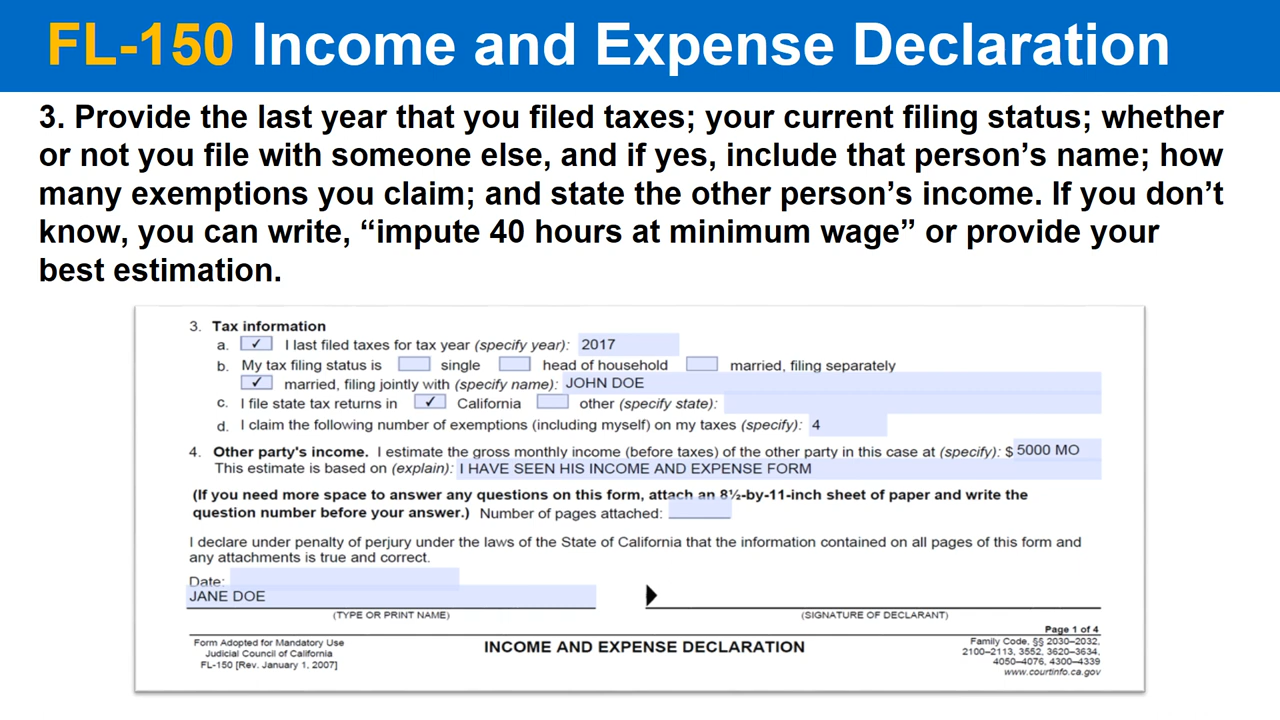 FL-150 Income and Expense Declaration
3. Provide the last year that you filed taxes; your current filing status; whether
or not you file with someone else, and if yes, include that person’s name; how
many exemptions you claim; and state the other person’s income. If you don’t
know, you can write, “impute 40 hours at minimum wage” or provide your
best estimation.
3. Tax information
a. ✓ I last filed taxes for tax year (specify year): 2017
b. My tax filing status is single head of household married, filing separately
✓ married, filing jointly with (specify name): JOHN DOE
c. I file state tax returns in ✓ California other (specify state):
d. I claim the following number of exemptions (including myself) on my taxes (specify): 4
4. Other party's income. I estimate the gross monthly income (before taxes) of the other party in this case at (specify): $ 5000 MO
This estimate is based on (explain): I HAVE SEEN HIS INCOME AND EXPENSE FORM
(If you need more space to answer any questions on this form, attach an 8½-by-11-inch sheet of paper and write the
question number before your answer.) Number of pages attached:
I declare under penalty of perjury under the laws of the State of California that the information contained on all pages of this form and
any attachments is true and correct.
Date:
JANE DOE
(TYPE OR PRINT NAME) (SIGNATURE OF DECLARANT)
Page 1 of 4
Form Adopted for Mandatory Use
Judicial Council of California
FL-150 [Rev. January 1, 2007]
INCOME AND EXPENSE DECLARATION
Family Code, §§ 2030–2032,
2100–2113, 3552, 3620–3634,
4050–4076, 4300–4339
www.courtinfo.ca.gov